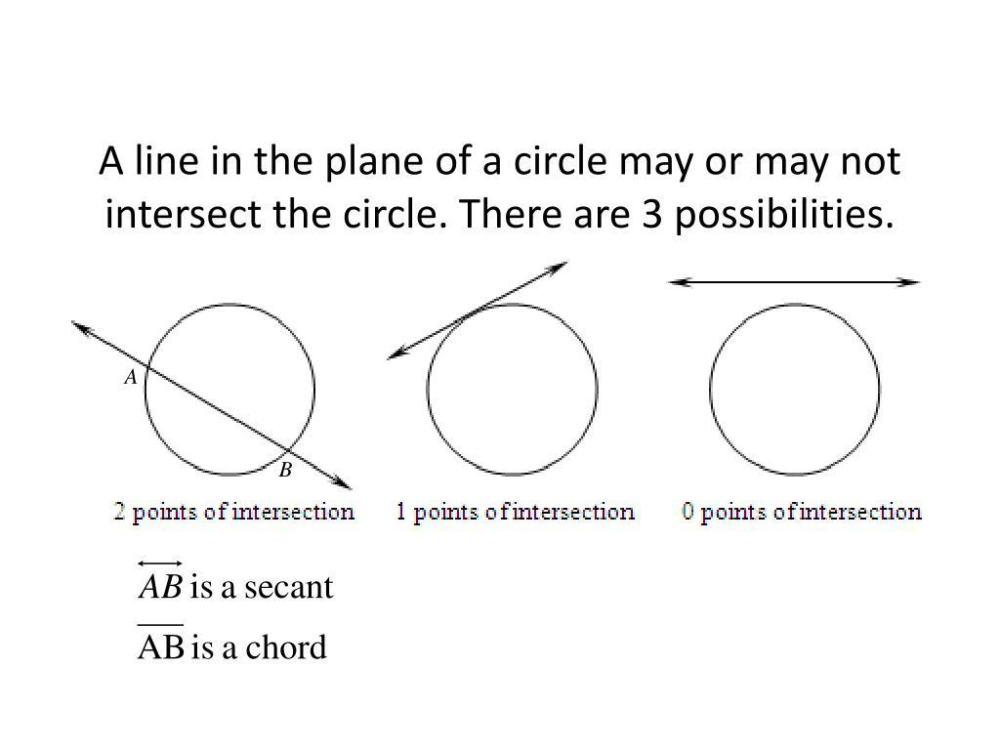 A line in the plane of a circle may or may not
intersect the circle. There are 3 possibilities.
A
B
2 points of intersection
1 points of intersection
0 points of intersection
AB is a secant
AB is a chord